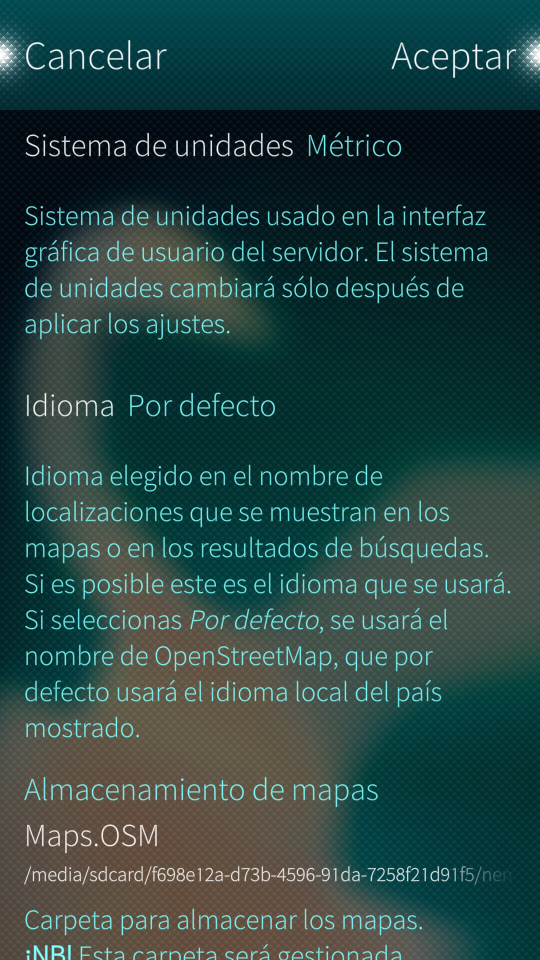 Cancelar Aceptar
Sistema de unidades Métrico
Sistema de unidades usado en la interfaz
gráfica de usuario del servidor. El sistema
de unidades cambiará sólo después de
aplicar los ajustes.
Idioma Por defecto
Idioma elegido en el nombre de
localizaciones que se muestran en los
mapas o en los resultados de búsquedas.
Si es posible este es el idioma que se usará.
Si seleccionas Por defecto, se usará el
nombre de OpenStreetMap, que por
defecto usará el idioma local del país
mostrado.
Almacenamiento de mapas
Maps.OSM
/media/sdcard/f698e12a-d73b-4596-91da-7258f21d91f5/ner
Carpeta para almacenar los mapas.
¡NB! Esta carpeta será gestionada